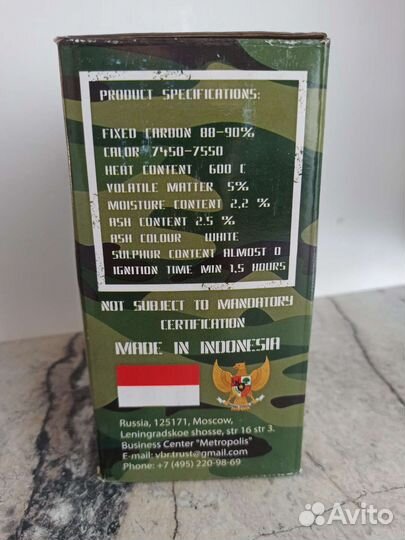 PRODUCT SPECIFICATIONS:
FIXED CARBON 88-90%
CALOR 7450-7550
HEAT CONTENT 600 C
VOLATILE MATTER 5%
MOISTURE CONTENT 2,2 %
ASH CONTENT 2.5 %
ASH COLOUR WHITE
SULPHUR CONTENT ALMOST 0
IGNITION TIME MIN 1,5 HOURS
NOT SUBJECT TO MANDATORY
CERTIFICATION
MADE IN INDONESIA
Russia, 125171, Moscow,
Leningradskoe shosse, str 16 str 3.
Business Center "Metropolis"
E-mail: vbr.trust@gmail.com
Phone: +7 (495) 220-98-69
Avito